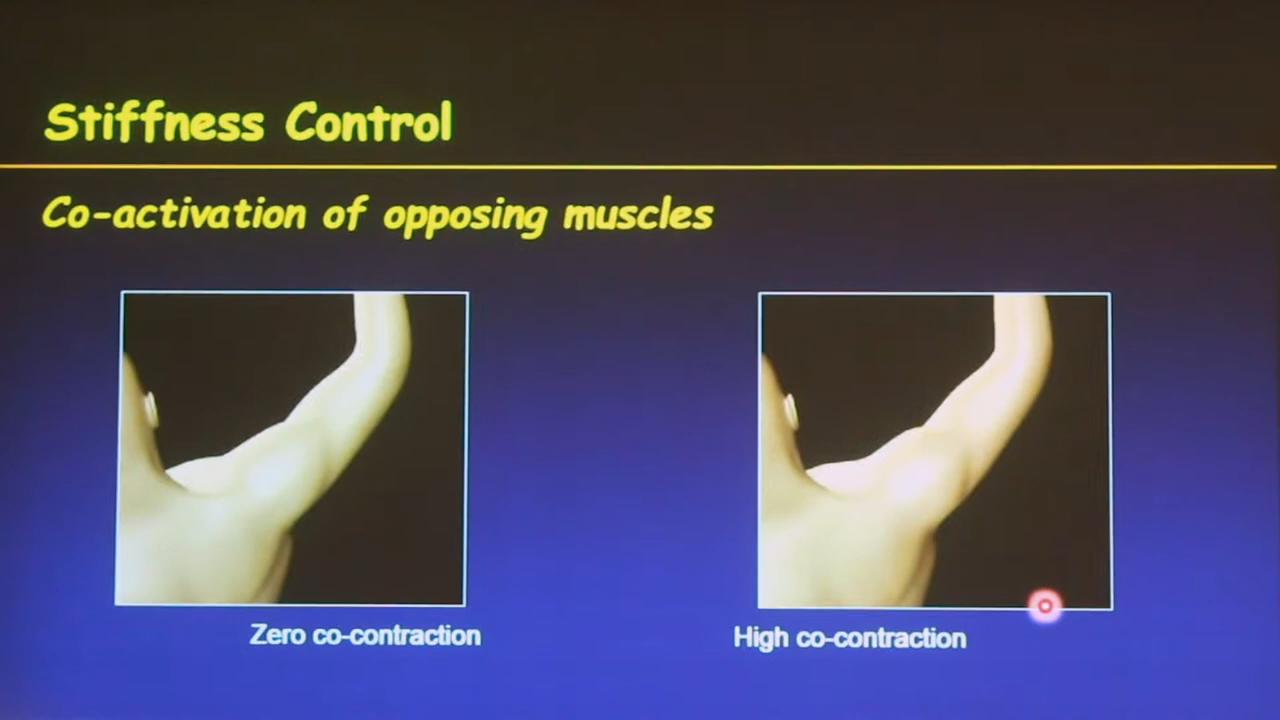 Stiffness Control
Co-activation of opposing muscles
Zero co-contraction
High co-contraction